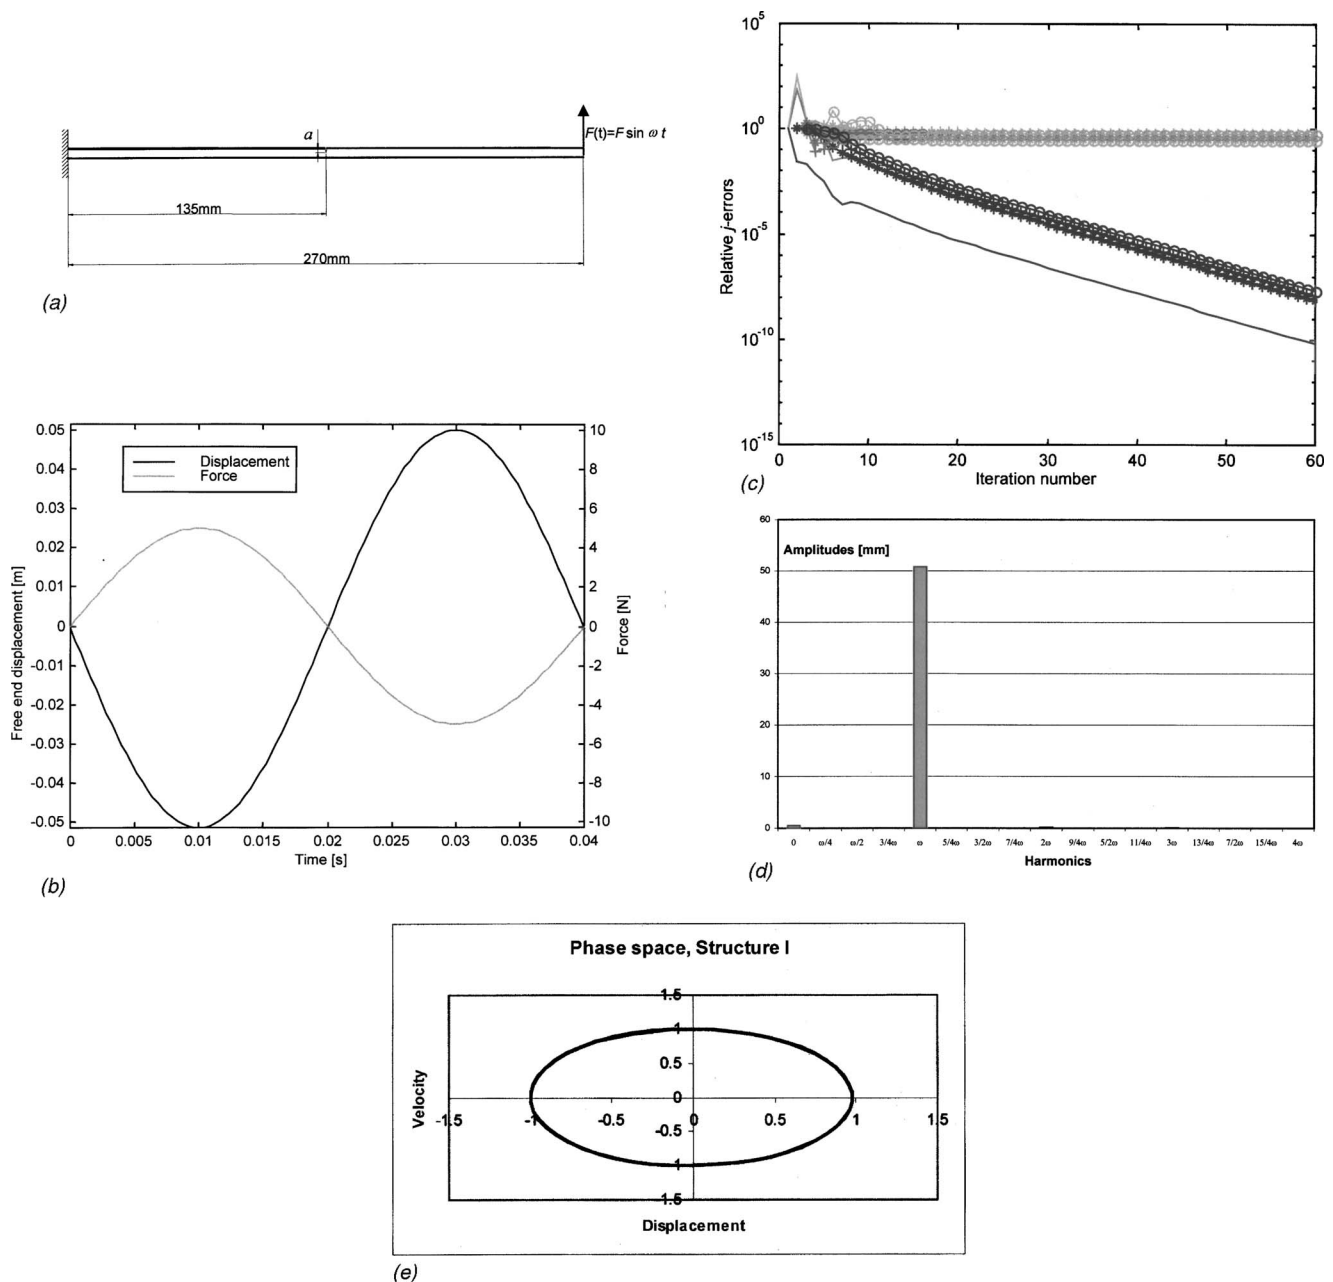 a
F(t)=F sin ω t
135mm
270mm
(a)
10^5
10^0
10^-5
10^-10
10^-15
Relative j-errors
0 10 20 30 40 50 60
Iteration number
(c)
Displacement
Force
0.05
0.04
0.03
0.02
0.01
0
-0.01
-0.02
-0.03
-0.04
-0.05
Free end displacement [m]
10
8
6
4
2
0
-2
-4
-6
-8
-10
Force [N]
0 0.005 0.01 0.015 0.02 0.025 0.03 0.035 0.04
Time [s]
(b)
60
50
40
30
20
10
0
Amplitudes [mm]
0 ω/4 ω/2 3/4ω ω 5/4ω 3/2ω 7/4ω 2ω 9/4ω 5/2ω 11/4ω 3ω 13/4ω 7/2ω 15/4ω 4ω
Harmonics
(d)
Phase space, Structure I
1.5
1
0.5
0
-0.5
-1
-1.5
Velocity
-1.5 -1 -0.5 0 0.5 1 1.5
Displacement
(e)